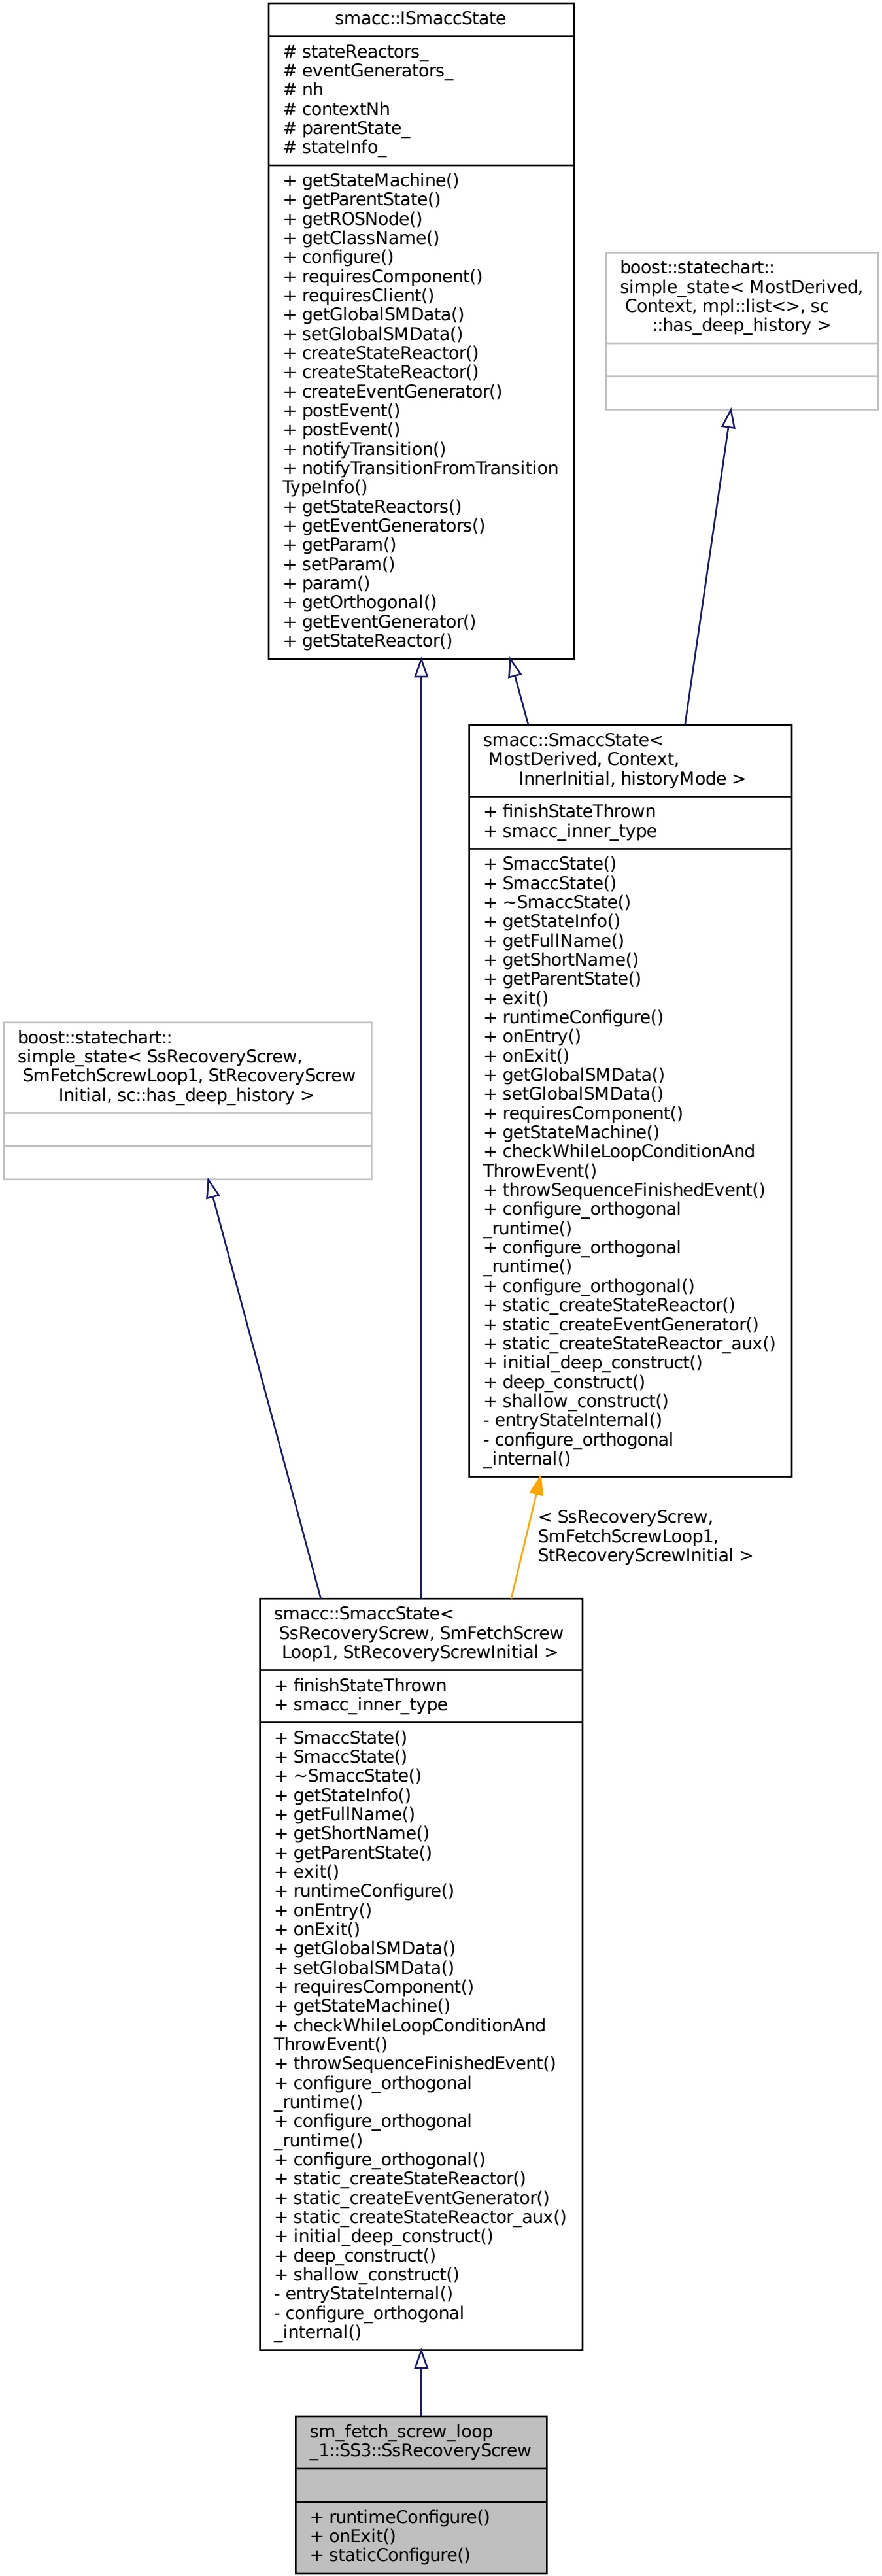 smacc::ISmaccState
# stateReactors_
# eventGenerators_
# nh
# contextNh
# parentState_
# stateInfo_
+ getStateMachine()
+ getParentState()
+ getROSNode()
+ getClassName()
+ configure()
+ requiresComponent()
+ requiresClient()
+ getGlobalSMData()
+ setGlobalSMData()
+ createStateReactor()
+ createStateReactor()
+ createEventGenerator()
+ postEvent()
+ postEvent()
+ notifyTransition()
+ notifyTransitionFromTransition
TypeInfo()
+ getStateReactors()
+ getEventGenerators()
+ getParam()
+ setParam()
+ param()
+ getOrthogonal()
+ getEventGenerator()
+ getStateReactor()
boost::statechart::
simple_state< MostDerived,
Context, mpl::list<>, sc
::has_deep_history >
smacc::SmaccState<
MostDerived, Context,
InnerInitial, historyMode >
+ finishStateThrown
+ smacc_inner_type
+ SmaccState()
+ SmaccState()
+ ~SmaccState()
+ getStateInfo()
+ getFullName()
+ getShortName()
+ getParentState()
+ exit()
+ runtimeConfigure()
+ onEntry()
+ onExit()
+ getGlobalSMData()
+ setGlobalSMData()
+ requiresComponent()
+ getStateMachine()
+ checkWhileLoopConditionAnd
ThrowEvent()
+ throwSequenceFinishedEvent()
+ configure_orthogonal
_runtime()
+ configure_orthogonal
_runtime()
+ configure_orthogonal()
+ static_createStateReactor()
+ static_createEventGenerator()
+ static_createStateReactor_aux()
+ initial_deep_construct()
+ deep_construct()
+ shallow_construct()
- entryStateInternal()
- configure_orthogonal
_internal()
boost::statechart::
simple_state< SsRecoveryScrew,
SmFetchScrewLoop1, StRecoveryScrew
Initial, sc::has_deep_history >
< SsRecoveryScrew,
SmFetchScrewLoop1,
StRecoveryScrewInitial >
smacc::SmaccState<
SsRecoveryScrew, SmFetchScrew
Loop1, StRecoveryScrewInitial >
+ finishStateThrown
+ smacc_inner_type
+ SmaccState()
+ SmaccState()
+ ~SmaccState()
+ getStateInfo()
+ getFullName()
+ getShortName()
+ getParentState()
+ exit()
+ runtimeConfigure()
+ onEntry()
+ onExit()
+ getGlobalSMData()
+ setGlobalSMData()
+ requiresComponent()
+ getStateMachine()
+ checkWhileLoopConditionAnd
ThrowEvent()
+ throwSequenceFinishedEvent()
+ configure_orthogonal
_runtime()
+ configure_orthogonal
_runtime()
+ configure_orthogonal()
+ static_createStateReactor()
+ static_createEventGenerator()
+ static_createStateReactor_aux()
+ initial_deep_construct()
+ deep_construct()
+ shallow_construct()
- entryStateInternal()
- configure_orthogonal
_internal()
sm_fetch_screw_loop
_1::SS3::SsRecoveryScrew
+ runtimeConfigure()
+ onExit()
+ staticConfigure()